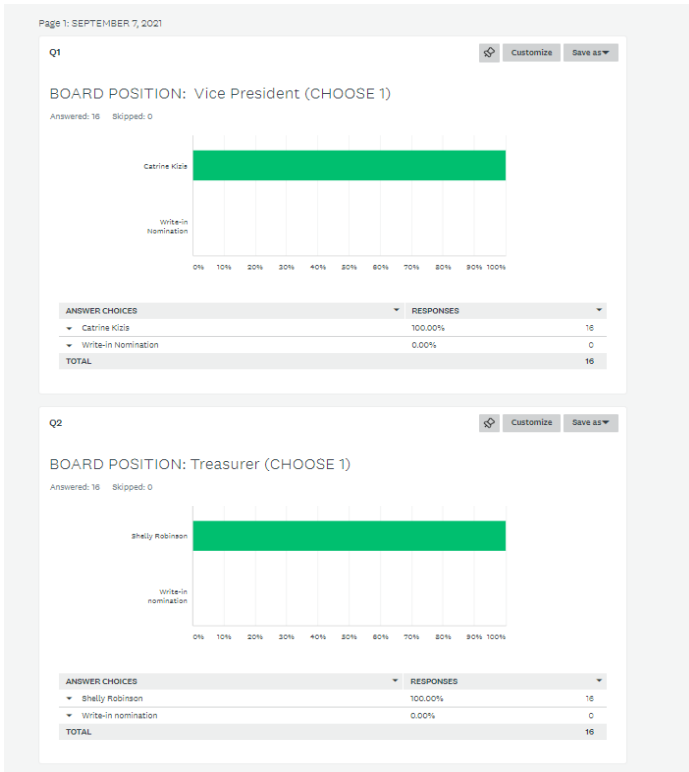 Page 1: SEPTEMBER 7, 2021
Q1
Customize Save as
BOARD POSITION: Vice President (CHOOSE 1)
Answered: 16 Skipped: 0
Catrine Kizis
Write-in
Nomination
0% 10% 20% 30% 40% 50% 60% 70% 80% 90% 100%
ANSWER CHOICES RESPONSES
Catrine Kizis 100.00% 16
Write-in Nomination 0.00% 0
TOTAL 16
Q2
Customize Save as
BOARD POSITION: Treasurer (CHOOSE 1)
Answered: 16 Skipped: 0
Shelly Robinson
Write-in
nomination
0% 10% 20% 30% 40% 50% 60% 70% 80% 90% 100%
ANSWER CHOICES RESPONSES
Shelly Robinson 100.00% 16
Write-in nomination 0.00% 0
TOTAL 16